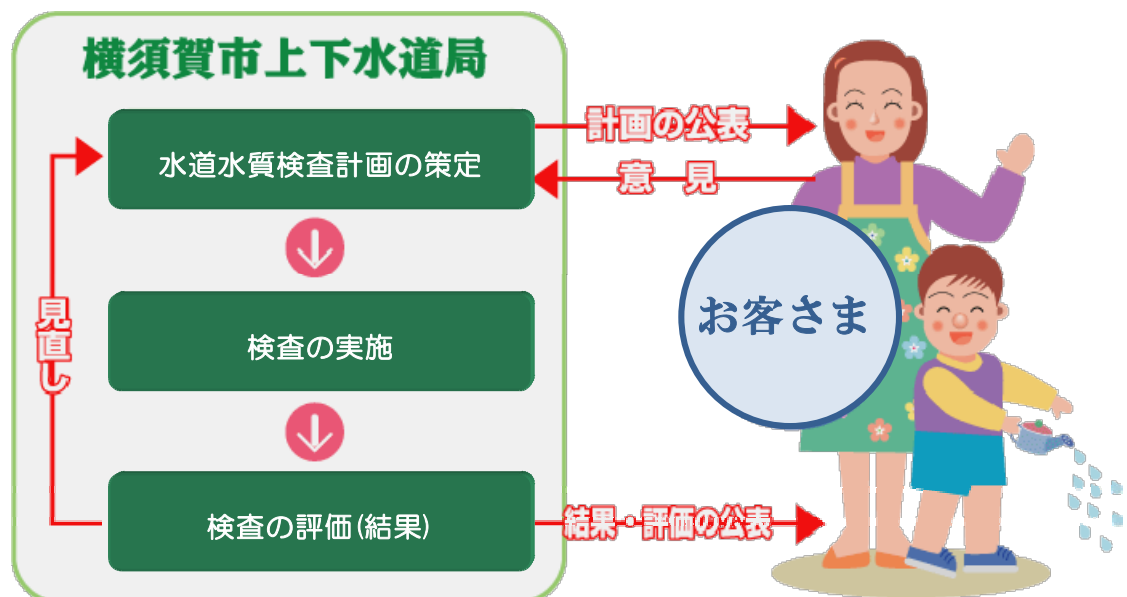 横須賀市上下水道局
水道水質検査計画の策定
計画の公表
意 見
検査の実施
見直し
お客さま
検査の評価(結果)
結果・評価の公表